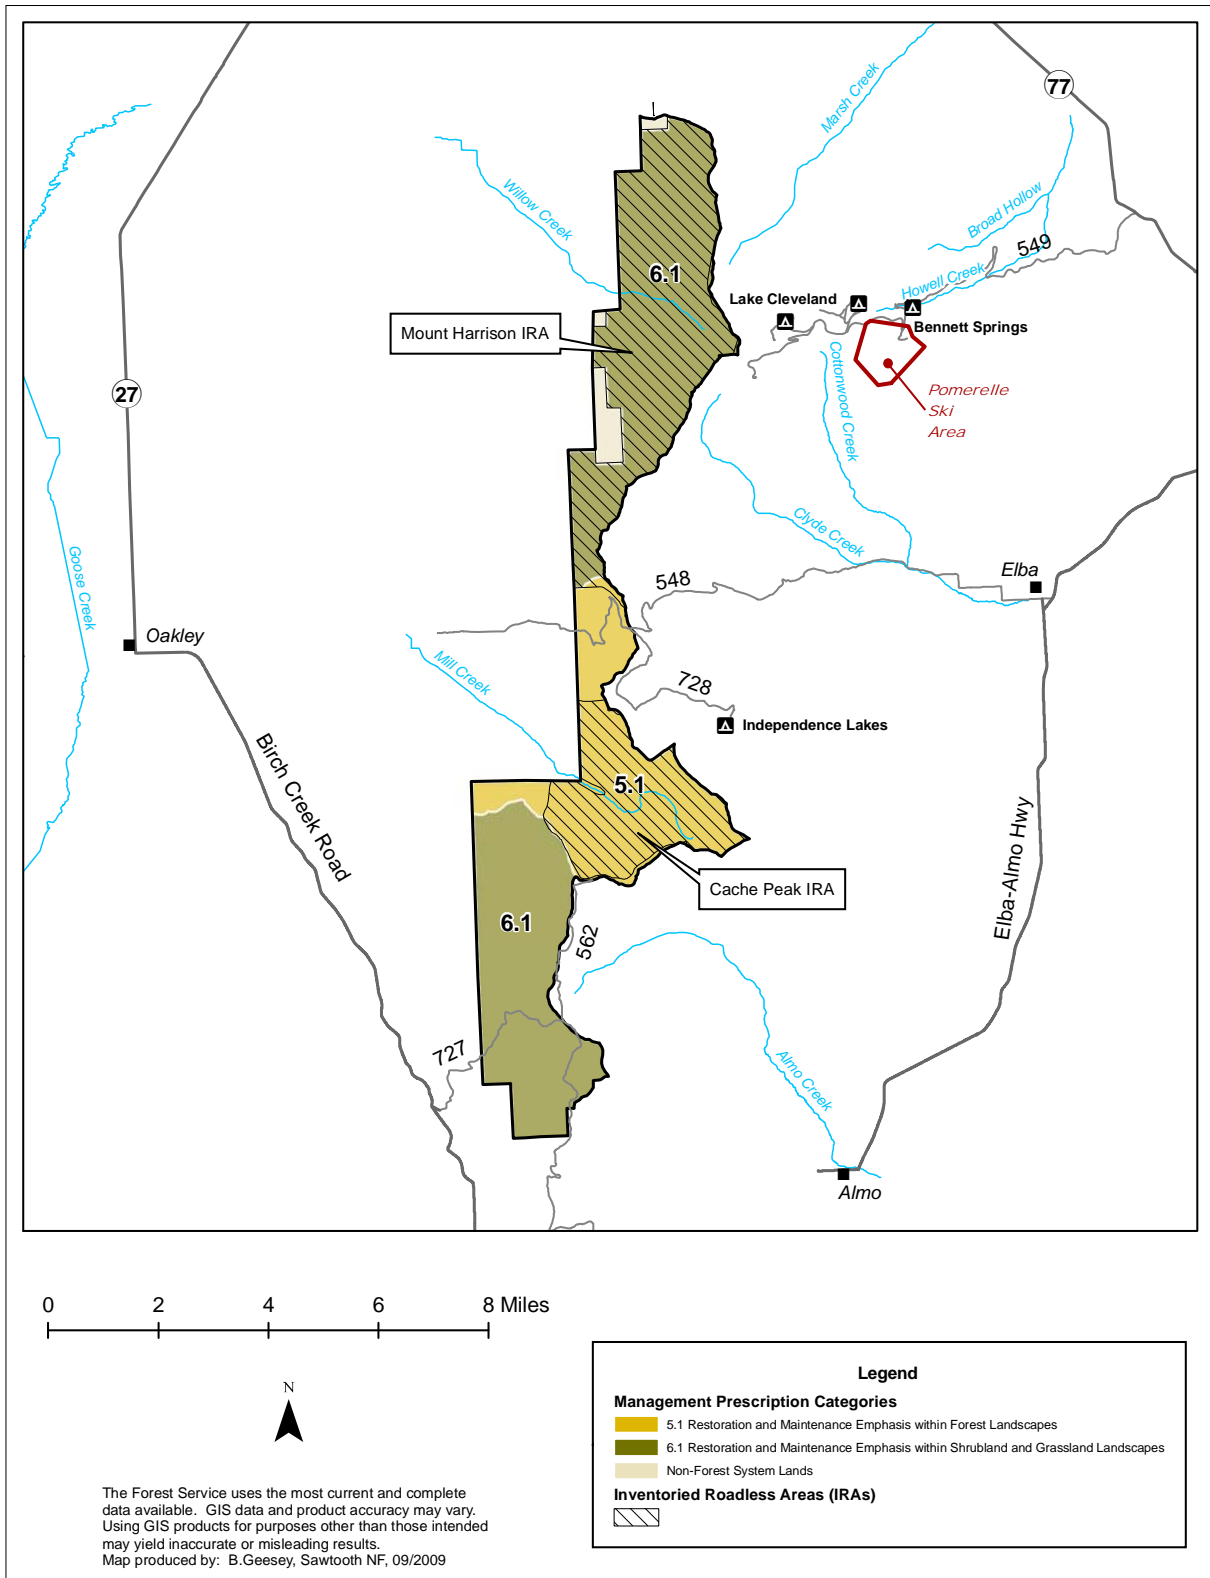 77
Marsh Creek
Willow Creek
Broad Hollow
549
Howell Creek
6.1
Lake Cleveland
Bennett Springs
Mount Harrison IRA
Cottonwood Creek
27
Pomerelle
Ski
Area
Clyde Creek
Goose Creek
548
Elba
Oakley
Mill Creek
728
Independence Lakes
Birch Creek Road
5.1
Elba-Almo Hwy
Cache Peak IRA
6.1
562
727
Almo Creek
Almo
0 2 4 6 8 Miles
N
Legend
Management Prescription Categories
5.1 Restoration and Maintenance Emphasis within Forest Landscapes
6.1 Restoration and Maintenance Emphasis within Shrubland and Grassland Landscapes
Non-Forest System Lands
Inventoried Roadless Areas (IRAs)
The Forest Service uses the most current and complete
data available. GIS data and product accuracy may vary.
Using GIS products for purposes other than those intended
may yield inaccurate or misleading results.
Map produced by: B.Geesey, Sawtooth NF, 09/2009